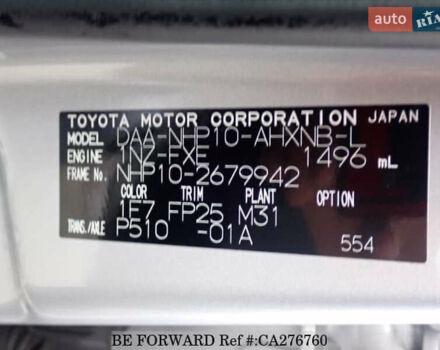 auto RIA
TOYOTA MOTOR CORPORATION JAPAN
MODEL DAA-NHP10-AHXNB-L
ENGINE 1NZ-FXE 1496 mL
FRAME No. NHP10-2679942
COLOR TRIM PLANT OPTION
1F7 FP25 M31
TRANS./AXLE P510 -01A
554
BE FORWARD Ref #:CA276760